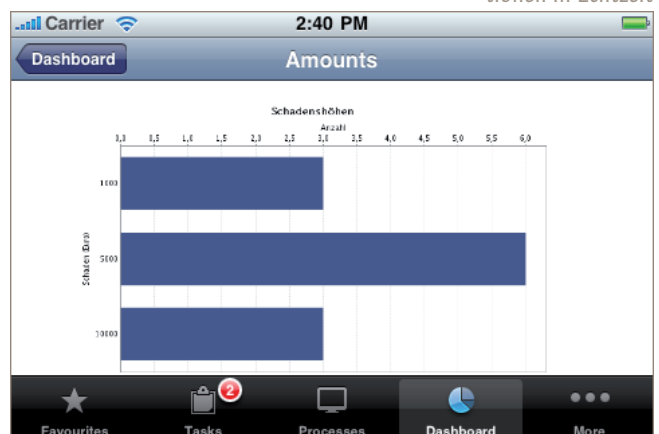 Carrier 2:40 PM
Dashboard Amounts
Schadenshöhen
Anzahl
0,0 0,5 1,0 1,5 2,0 2,5 3,0 3,5 4,0 4,5 5,0 5,5 6,0
1000
Schaden (Euro)
5000
10000
2
Favourites Tasks Processes Dashboard More